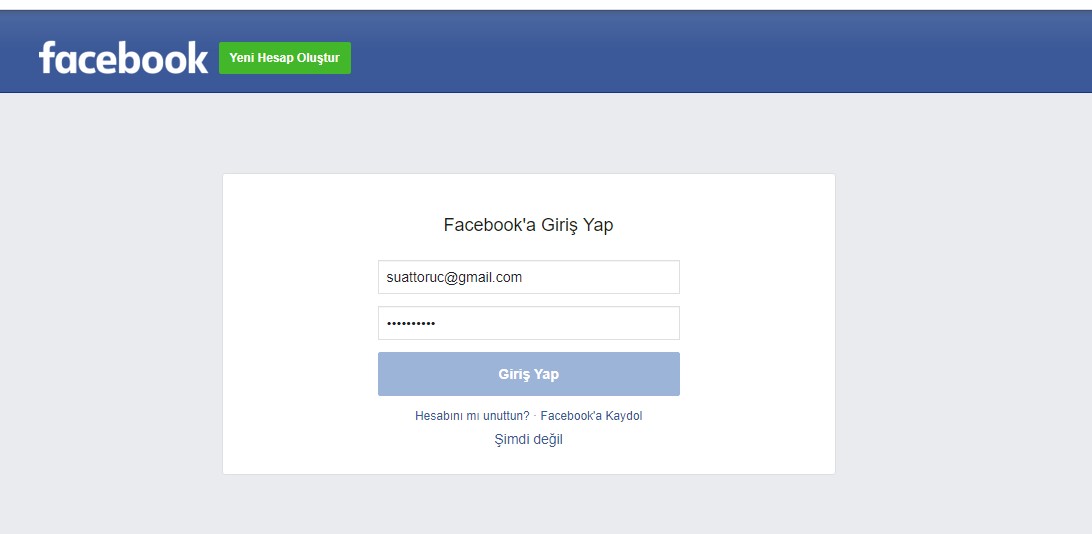 facebook Yeni Hesap Oluştur
Facebook'a Giriş Yap
suattoruc@gmail.com
••••••••••
Giriş Yap
Hesabını mı unuttun? · Facebook'a Kaydol
Şimdi değil